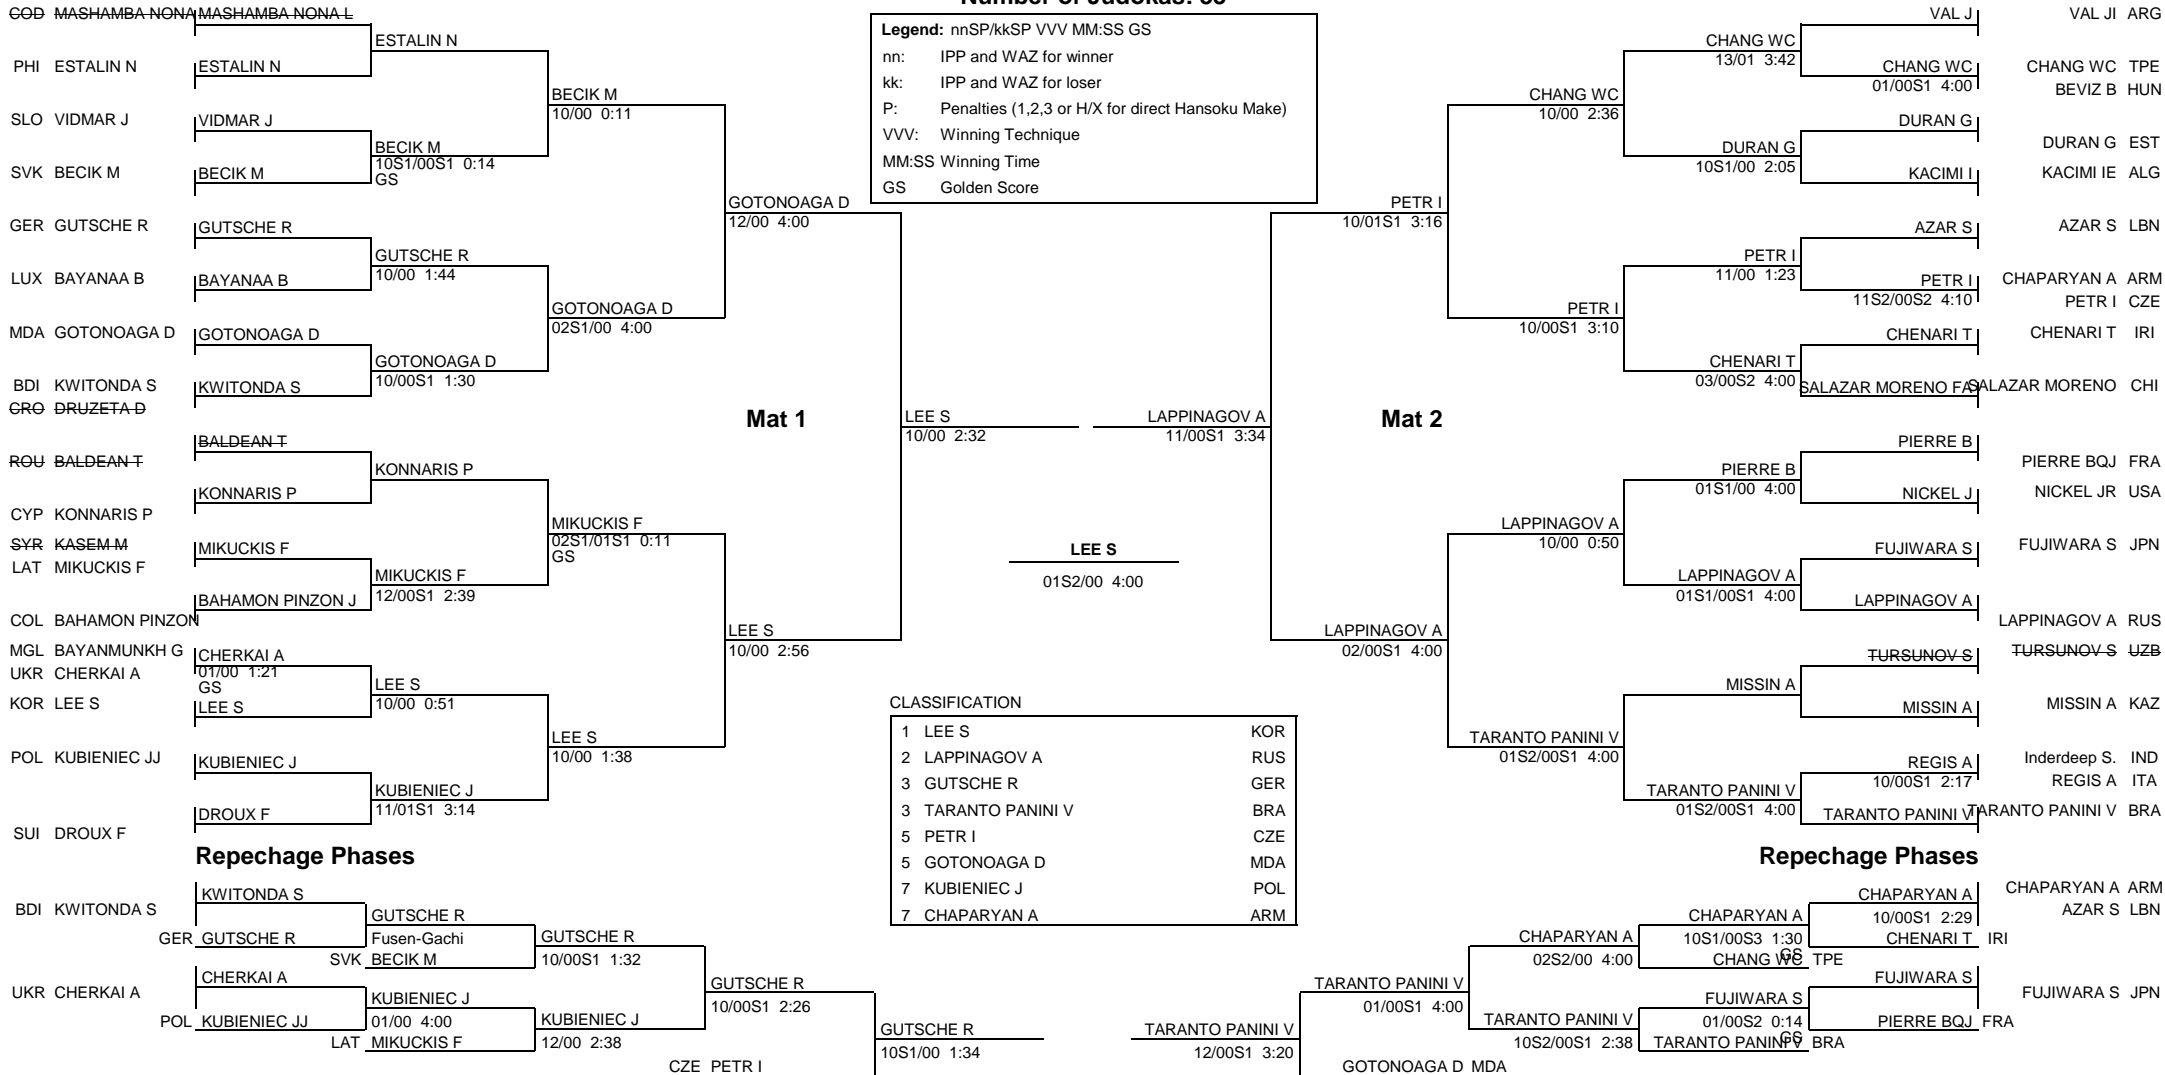 COD MASHAMBA NONA
MASHAMBA NONA L
PHI ESTALIN N
ESTALIN N
SLO VIDMAR J
VIDMAR J
SVK BECIK M
BECIK M
GER GUTSCHE R
GUTSCHE R
LUX BAYANAA B
BAYANAA B
MDA GOTONOAGA D
GOTONOAGA D
BDI KWITONDA S
KWITONDA S
CRO DRUZETA D
BALDEAN T
ROU BALDEAN T
KONNARIS P
CYP KONNARIS P
SYR KASEM M
MIKUCKIS F
LAT MIKUCKIS F
BAHAMON PINZON J
COL BAHAMON PINZON
MGL BAYANMUNKH G
CHERKAI A
01/00 1:21
GS
UKR CHERKAI A
KOR LEE S
LEE S
POL KUBIENIEC JJ
KUBIENIEC J
DROUX F
SUI DROUX F
ESTALIN N
BECIK M
10S1/00S1 0:14
GS
GUTSCHE R
10/00 1:44
GOTONOAGA D
10/00S1 1:30
KONNARIS P
MIKUCKIS F
12/00S1 2:39
LEE S
10/00 0:51
KUBIENIEC J
11/01S1 3:14
BECIK M
10/00 0:11
GOTONOAGA D
02S1/00 4:00
MIKUCKIS F
02S1/01S1 0:11
GS
LEE S
10/00 1:38
GOTONOAGA D
12/00 4:00
LEE S
10/00 2:56
Mat 1
LEE S
10/00 2:32
Legend: nnSP/kkSP VVV MM:SS GS
nn: IPP and WAZ for winner
kk: IPP and WAZ for loser
P: Penalties (1,2,3 or H/X for direct Hansoku Make)
VVV: Winning Technique
MM:SS Winning Time
GS Golden Score
LEE S
01S2/00 4:00
LAPPINAGOV A
11/00S1 3:34
Mat 2
PETR I
10/01S1 3:16
LAPPINAGOV A
02/00S1 4:00
CHANG WC
10/00 2:36
PETR I
10/00S1 3:10
LAPPINAGOV A
10/00 0:50
TARANTO PANINI V
01S2/00S1 4:00
CHANG WC
13/01 3:42
DURAN G
10S1/00 2:05
PETR I
11/00 1:23
CHENARI T
03/00S2 4:00
PIERRE B
01S1/00 4:00
LAPPINAGOV A
01S1/00S1 4:00
MISSIN A
TARANTO PANINI V
01S2/00S1 4:00
VAL J
VAL JI ARG
CHANG WC
01/00S1 4:00
CHANG WC TPE
BEVIZ B HUN
DURAN G
DURAN G EST
KACIMI I
KACIMI IE ALG
AZAR S
AZAR S LBN
PETR I
11S2/00S2 4:10
CHAPARYAN A ARM
PETR I CZE
CHENARI T
CHENARI T IRI
SALAZAR MORENO FA
SALAZAR MORENO CHI
PIERRE B
PIERRE BQJ FRA
NICKEL J
NICKEL JR USA
FUJIWARA S
FUJIWARA S JPN
LAPPINAGOV A
LAPPINAGOV A RUS
TURSUNOV S
TURSUNOV S UZB
MISSIN A
MISSIN A KAZ
REGIS A
10/00S1 2:17
Inderdeep S. IND
REGIS A ITA
TARANTO PANINI V
TARANTO PANINI V BRA
CLASSIFICATION
1 LEE S KOR
2 LAPPINAGOV A RUS
3 GUTSCHE R GER
3 TARANTO PANINI V BRA
5 PETR I CZE
5 GOTONOAGA D MDA
7 KUBIENIEC J POL
7 CHAPARYAN A ARM
Repechage Phases
BDI KWITONDA S
KWITONDA S
GER GUTSCHE R
GUTSCHE R
Fusen-Gachi
SVK BECIK M
UKR CHERKAI A
CHERKAI A
POL KUBIENIEC JJ
KUBIENIEC J
01/00 4:00
LAT MIKUCKIS F
GUTSCHE R
10/00S1 1:32
KUBIENIEC J
12/00 2:38
GUTSCHE R
10/00S1 2:26
CZE PETR I
GUTSCHE R
10S1/00 1:34
Repechage Phases
TARANTO PANINI V
12/00S1 3:20
GOTONOAGA D MDA
TARANTO PANINI V
01/00S1 4:00
CHAPARYAN A
02S2/00 4:00
TARANTO PANINI V
10S2/00S1 2:38
CHAPARYAN A
10S1/00S3 1:30
GS
CHANG WC TPE
FUJIWARA S
01/00S2 0:14
GS
TARANTO PANINI V BRA
CHAPARYAN A
10/00S1 2:29
CHENARI T IRI
FUJIWARA S
PIERRE BQJ FRA
CHAPARYAN A ARM
AZAR S LBN
FUJIWARA S JPN